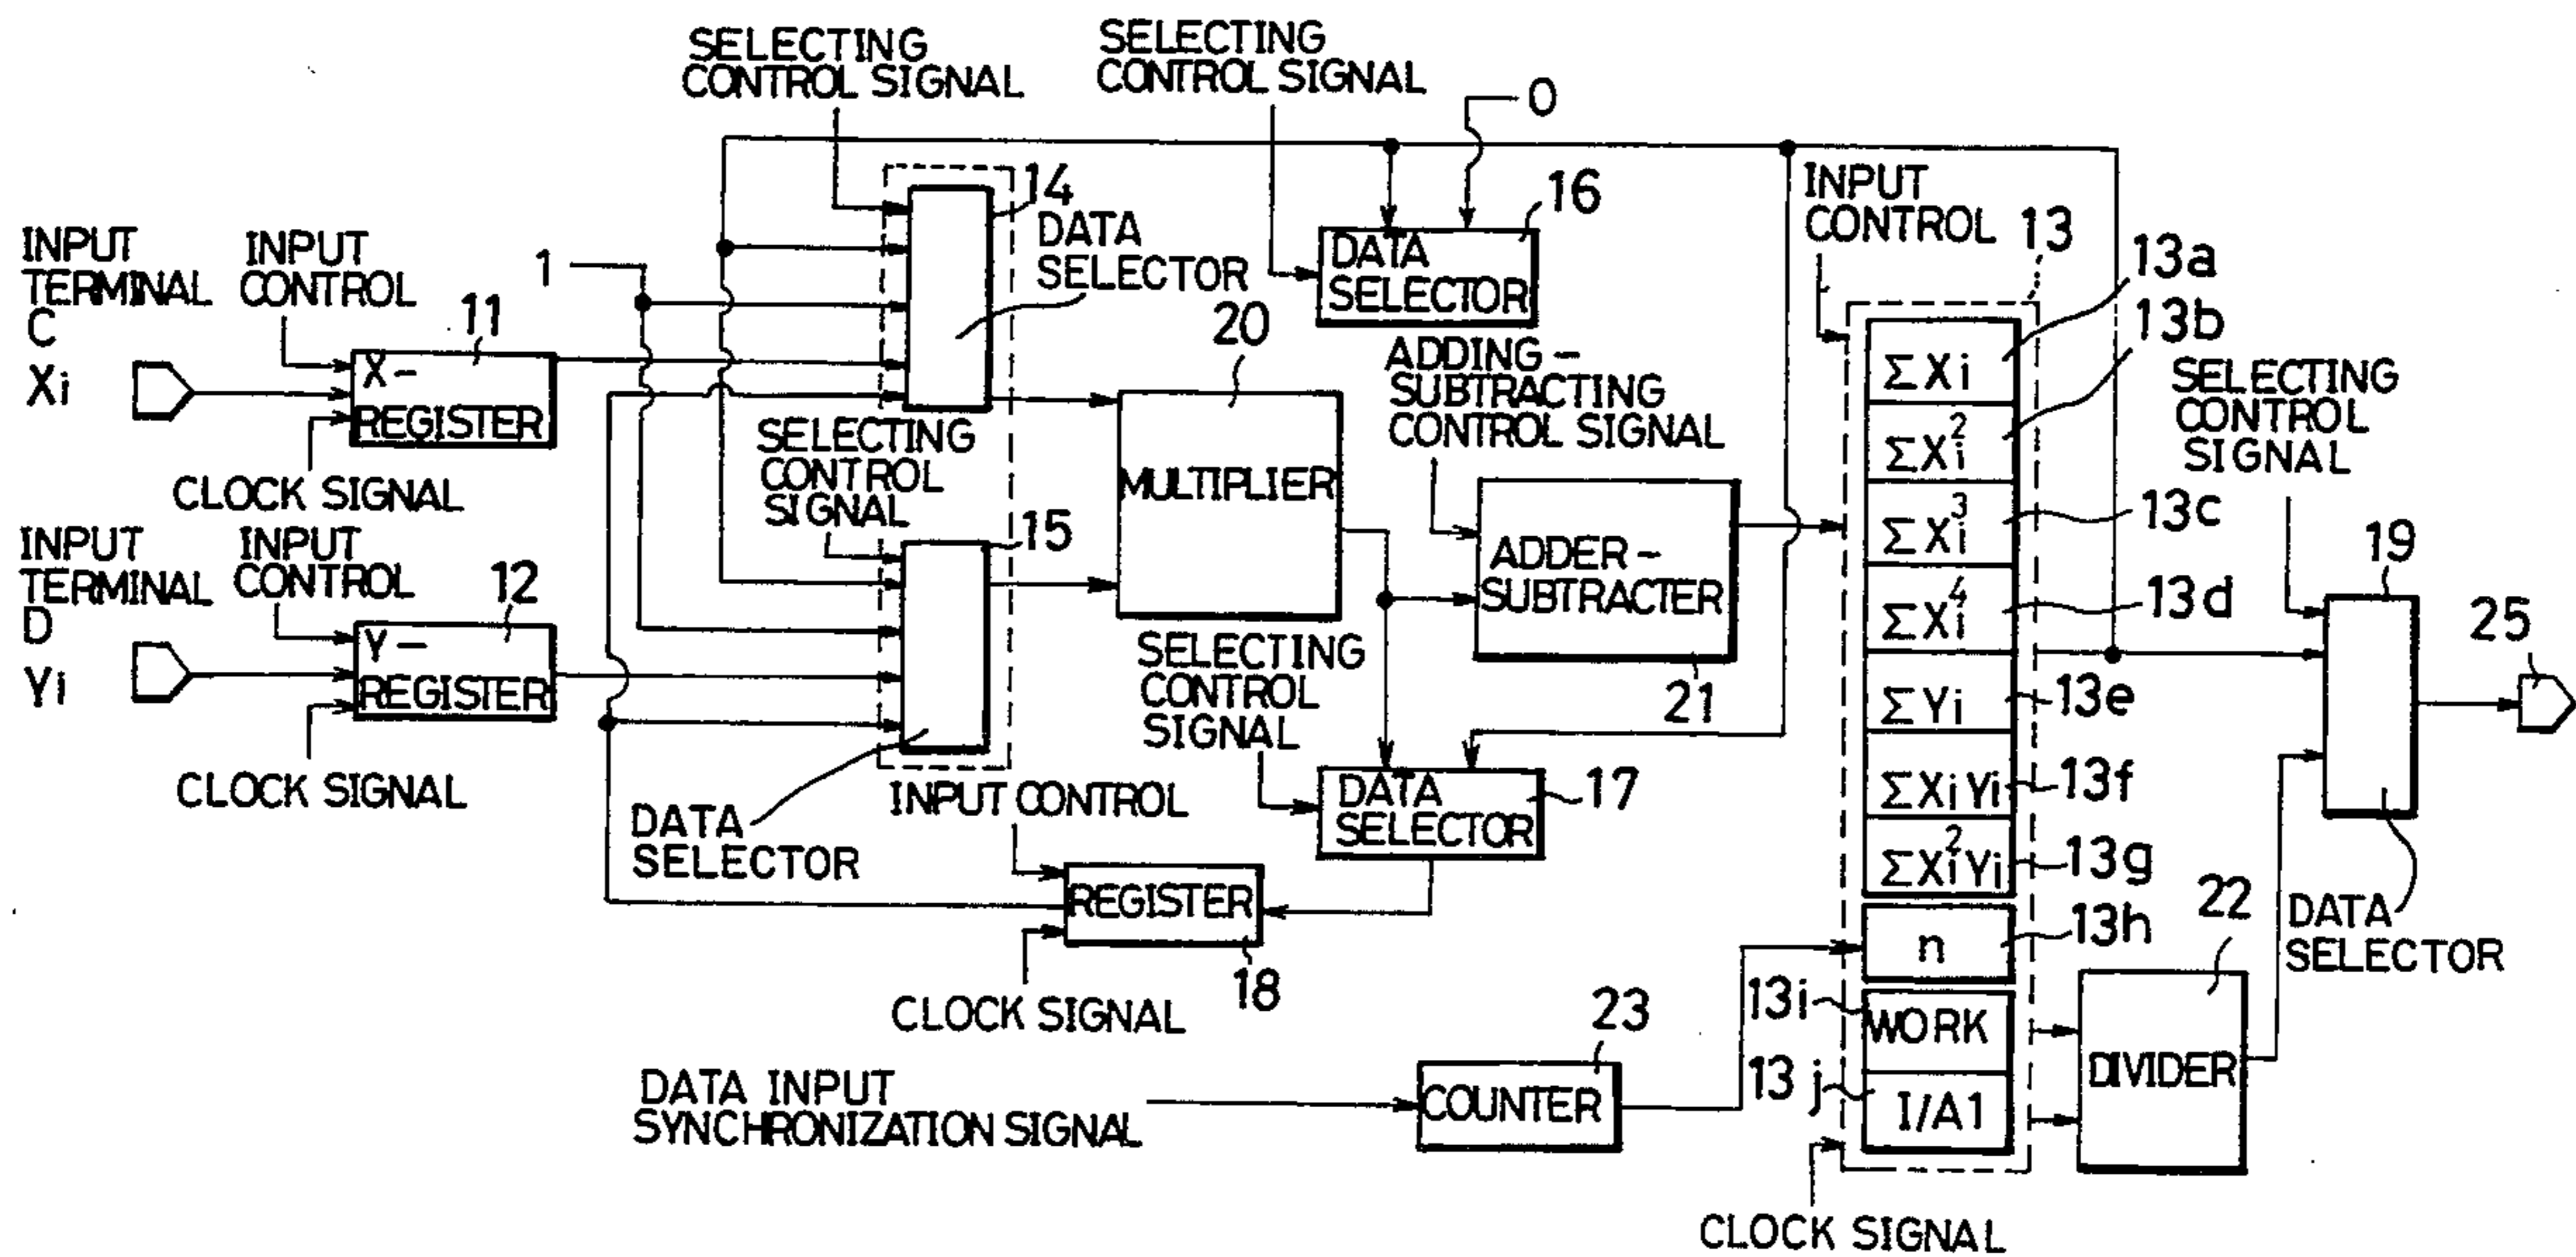 SELECTING
CONTROL SIGNAL
SELECTING
CONTROL SIGNAL
0
14
DATA
SELECTOR
16
DATA
SELECTOR
INPUT
CONTROL
13
13a
13b
INPUT
TERMINAL
C
Xi
INPUT
CONTROL
11
X-
REGISTER
CLOCK SIGNAL
1
20
MULTIPLIER
ADDING-
SUBTRACTING
CONTROL SIGNAL
SELECTING
CONTROL
SIGNAL
ΣXi
ΣXi²
ΣXi³
13c
ΣXi⁴
13d
ΣYi
13e
ΣXiYi
13f
ΣXi²Yi
13g
n
13h
13i
WORK
13j
I/A1
SELECTING
CONTROL
SIGNAL
15
ADDER-
SUBTRACTER
21
19
25
INPUT
TERMINAL
D
Yi
INPUT
CONTROL
12
Y-
REGISTER
CLOCK SIGNAL
DATA
SELECTOR
SELECTING
CONTROL
SIGNAL
DATA
SELECTOR
17
INPUT CONTROL
REGISTER
18
CLOCK SIGNAL
DATA
SELECTOR
22
DIVIDER
23
COUNTER
DATA INPUT
SYNCHRONIZATION SIGNAL
CLOCK SIGNAL